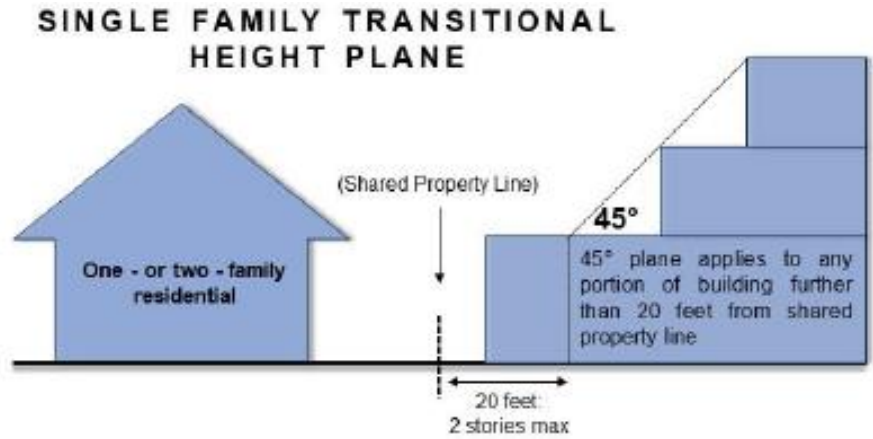 SINGLE FAMILY TRANSITIONAL
HEIGHT PLANE
(Shared Property Line)
45°
One - or two - family
residential
45° plane applies to any
portion of building further
than 20 feet from shared
property line
20 feet:
2 stories max